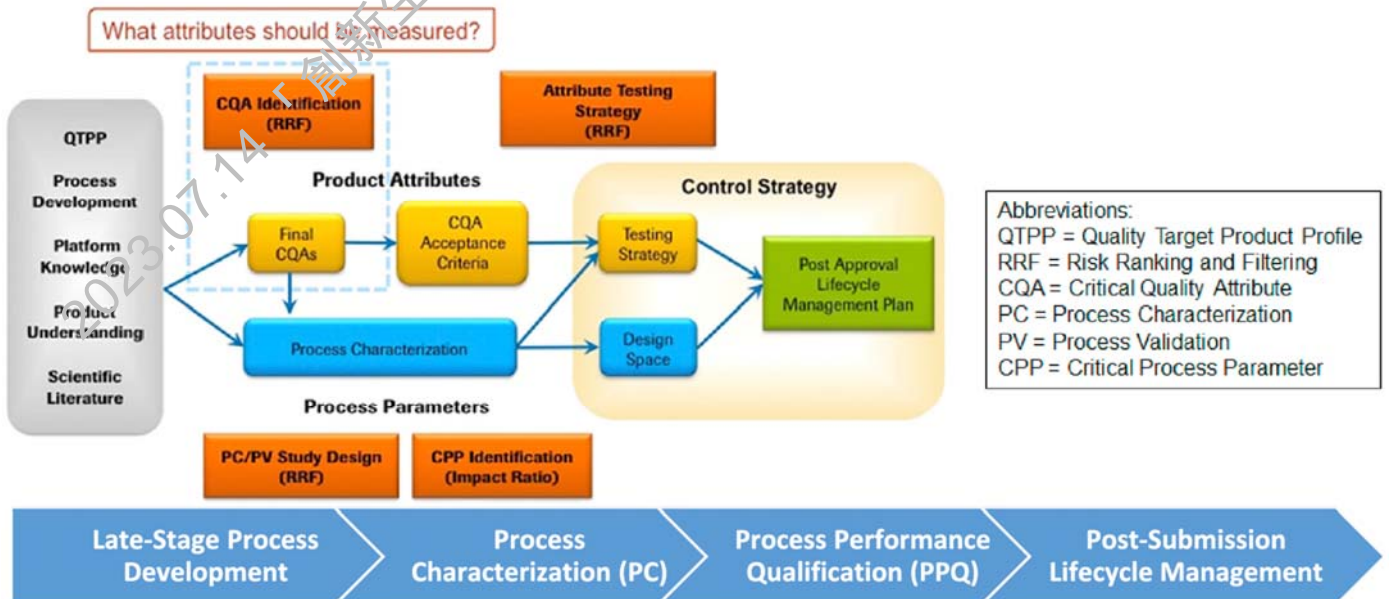 What attributes should be measured?
CQA Identification
(RRF)
Attribute Testing
Strategy
(RRF)
QTPP
Process
Development
Platform
Knowledge
Product
Understanding
Scientific
Literature
Product Attributes
Final
CQAs
CQA
Acceptance
Criteria
Process Characterization
Process Parameters
Control Strategy
Testing
Strategy
Design
Space
Post Approval
Lifecycle
Management Plan
PC/PV Study Design
(RRF)
CPP Identification
(Impact Ratio)
Abbreviations:
QTPP = Quality Target Product Profile
RRF = Risk Ranking and Filtering
CQA = Critical Quality Attribute
PC = Process Characterization
PV = Process Validation
CPP = Critical Process Parameter
Late-Stage Process
Development
Process
Characterization (PC)
Process Performance
Qualification (PPQ)
Post-Submission
Lifecycle Management
2023.07.14「創新